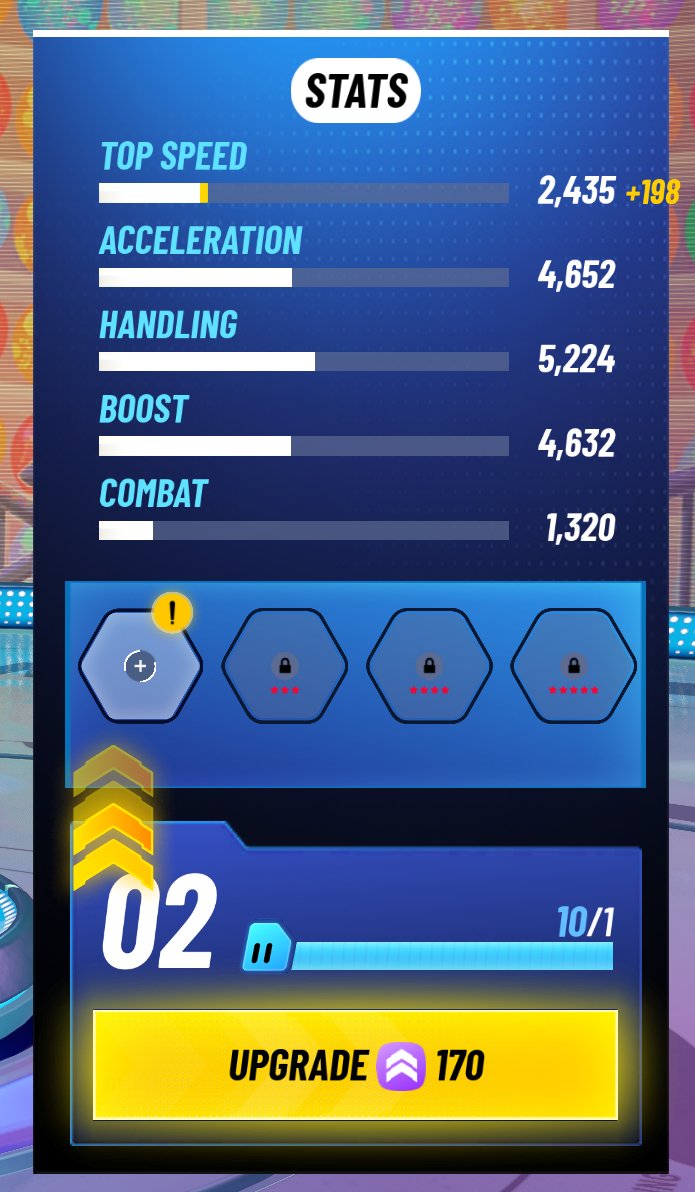 STATS
TOP SPEED
2,435 +198
ACCELERATION
4,652
HANDLING
5,224
BOOST
4,632
COMBAT
1,320
!
+
02
10/1
UPGRADE 170